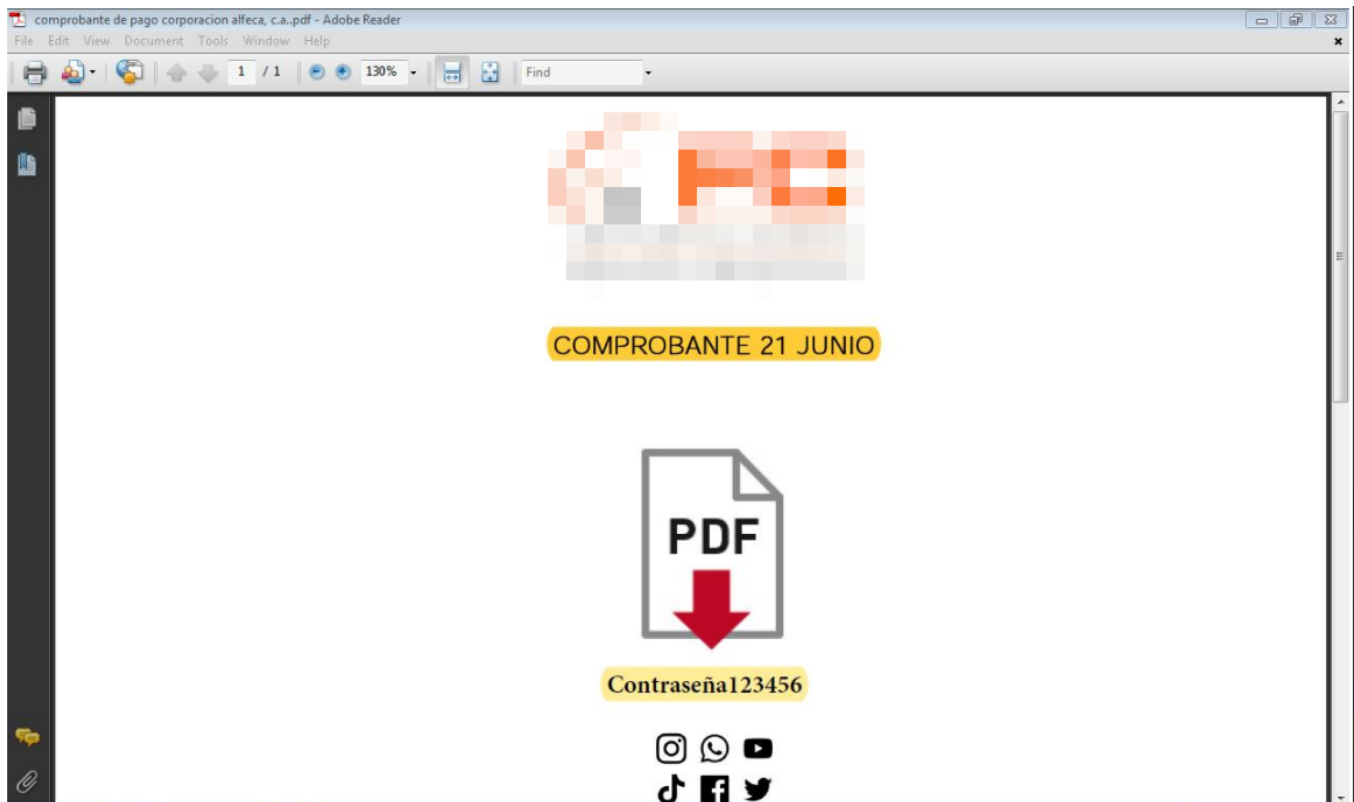 comprobante de pago corporacion alfeca, c.a..pdf - Adobe Reader
File Edit View Document Tools Window Help
1 / 1 130% Find
COMPROBANTE 21 JUNIO
PDF
Contraseña123456